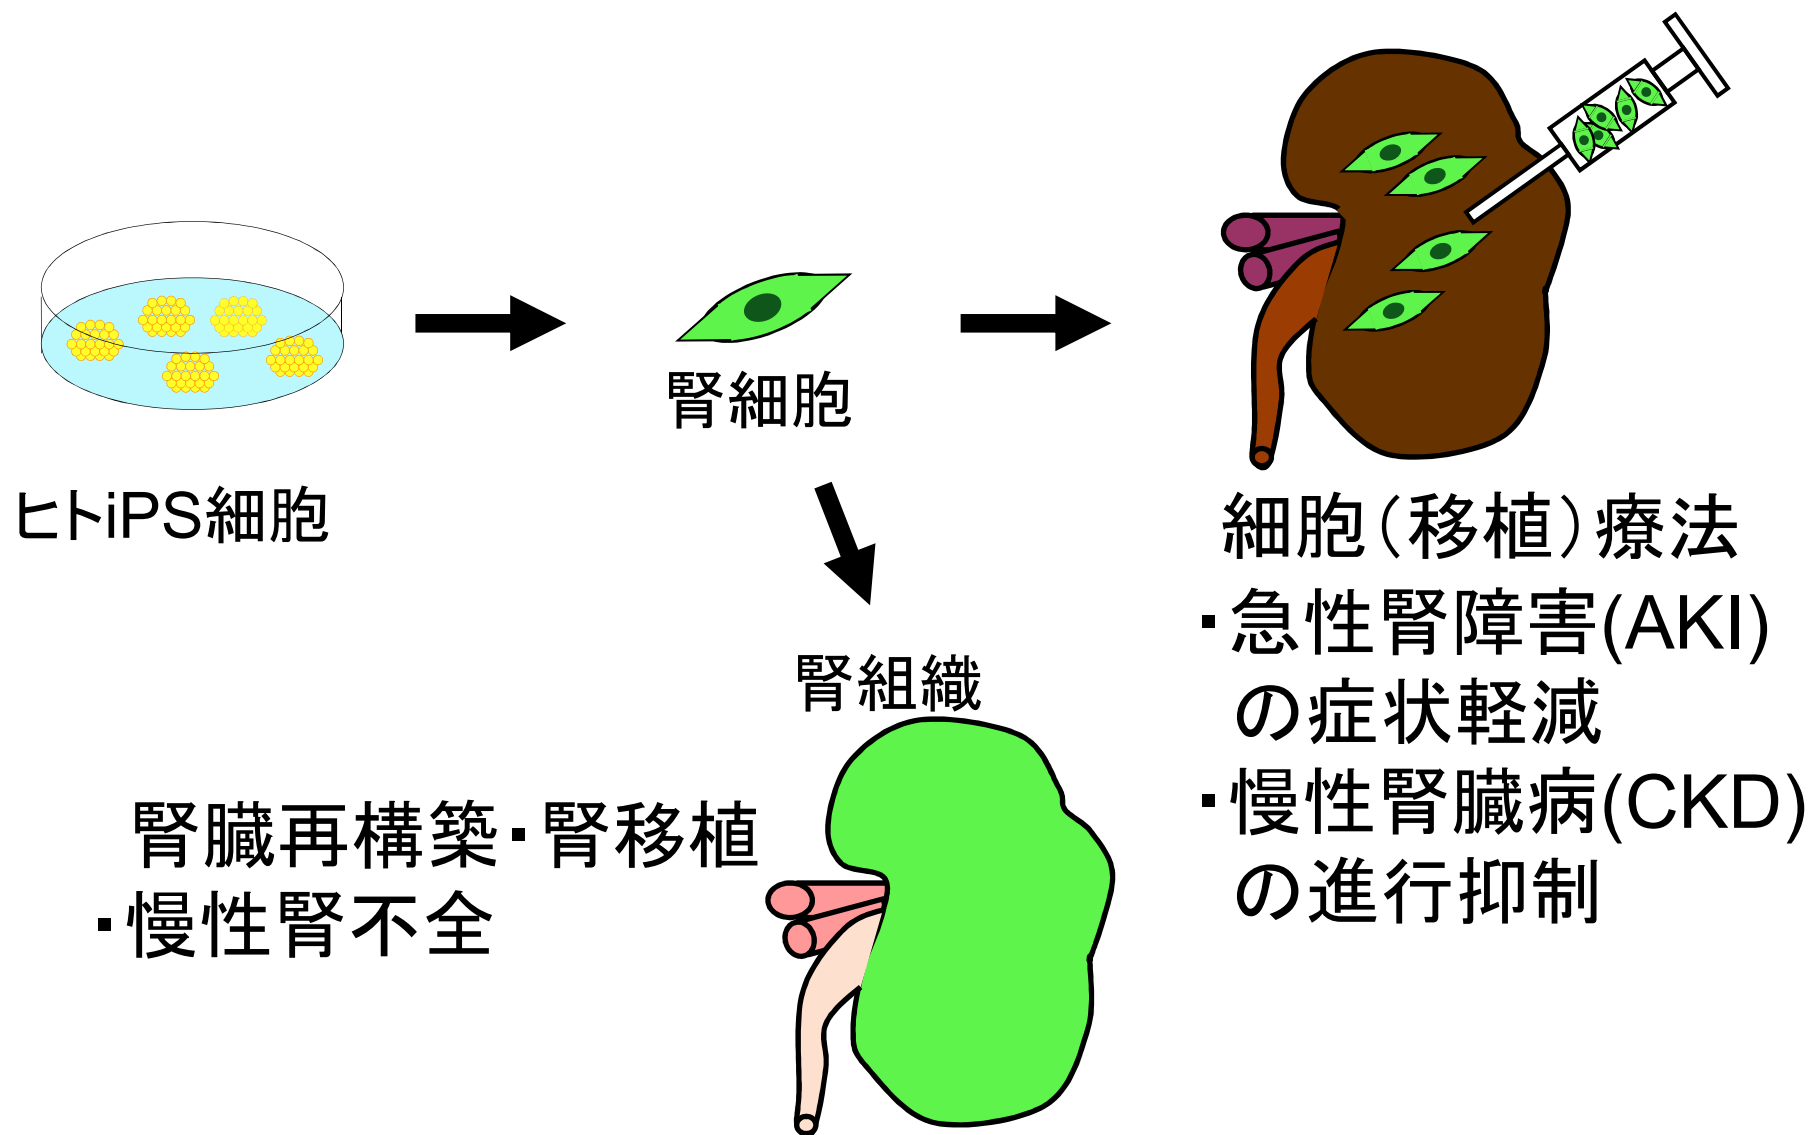 ヒトiPS細胞
腎細胞
細胞（移植）療法
・急性腎障害(AKI)
の症状軽減
・慢性腎臓病(CKD)
の進行抑制
腎組織
腎臓再構築・腎移植
・慢性腎不全